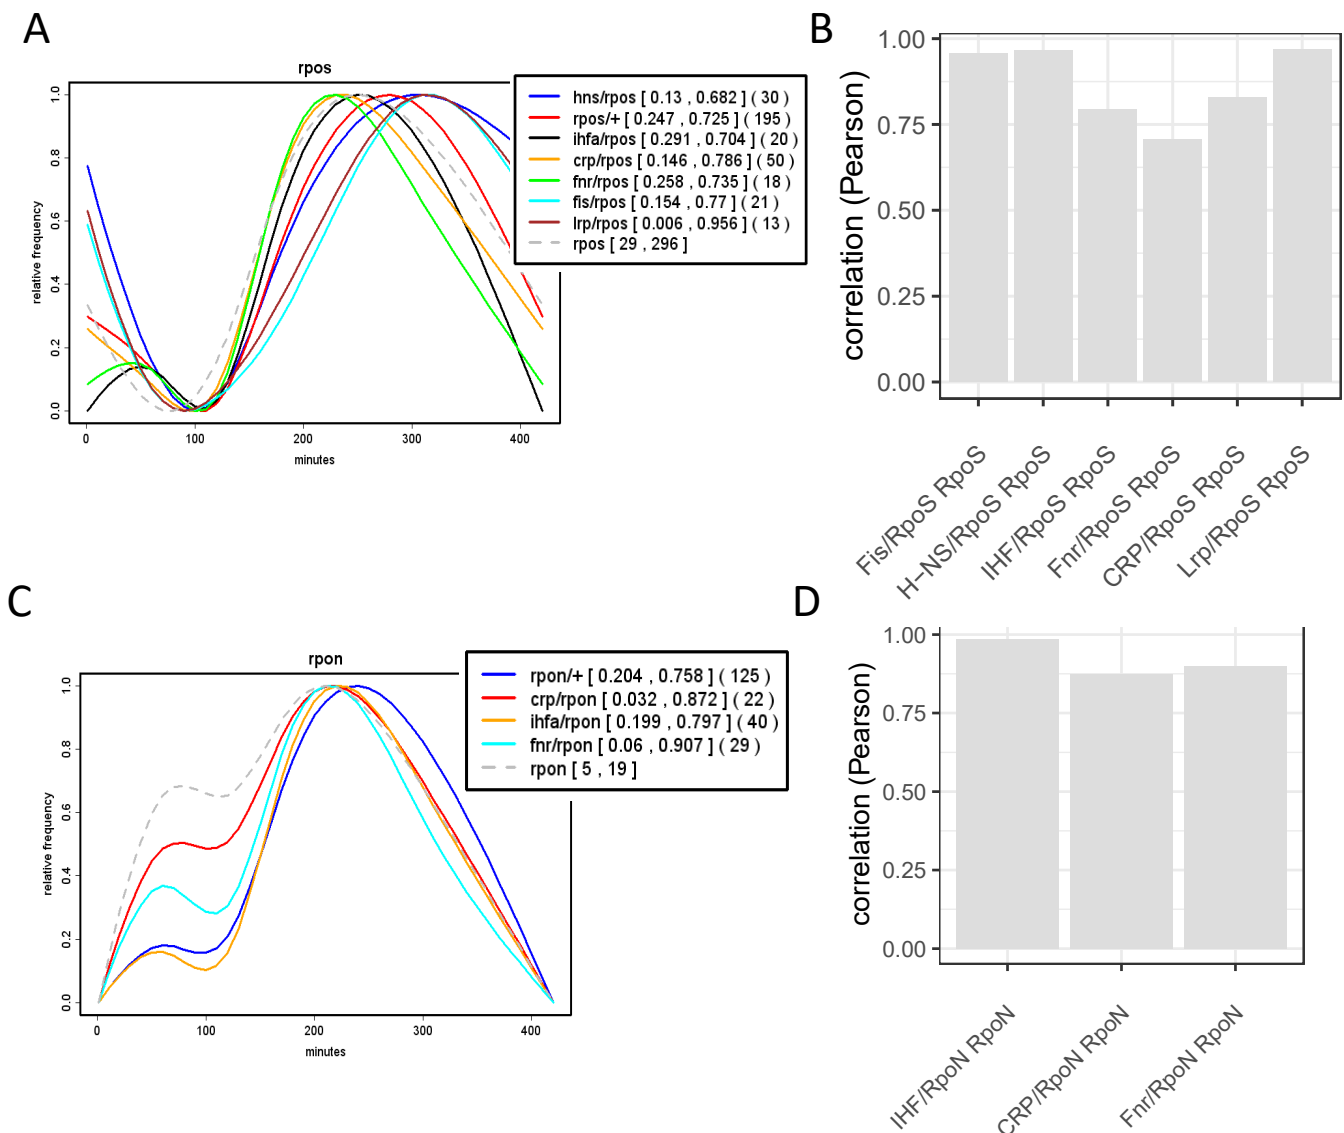 A
rpos
hns/rpos [ 0.13 , 0.682 ] ( 30 )
rpos/+ [ 0.247 , 0.725 ] ( 195 )
ihfa/rpos [ 0.291 , 0.704 ] ( 20 )
crp/rpos [ 0.146 , 0.786 ] ( 50 )
fnr/rpos [ 0.258 , 0.735 ] ( 18 )
fis/rpos [ 0.154 , 0.77 ] ( 21 )
lrp/rpos [ 0.006 , 0.956 ] ( 13 )
rpos [ 29 , 296 ]
relative frequency
1.0
0.8
0.6
0.4
0.2
0.0
0 100 200 300 400
minutes
B
correlation (Pearson)
1.00
0.75
0.50
0.25
0.00
Fis/RpoS RpoS
H-NS/RpoS RpoS
IHF/RpoS RpoS
Fnr/RpoS RpoS
CRP/RpoS RpoS
Lrp/RpoS RpoS
C
rpon
rpon/+ [ 0.204 , 0.758 ] ( 125 )
crp/rpon [ 0.032 , 0.872 ] ( 22 )
ihfa/rpon [ 0.199 , 0.797 ] ( 40 )
fnr/rpon [ 0.06 , 0.907 ] ( 29 )
rpon [ 5 , 19 ]
relative frequency
1.0
0.8
0.6
0.4
0.2
0.0
0 100 200 300 400
minutes
D
correlation (Pearson)
1.00
0.75
0.50
0.25
0.00
IHF/RpoN RpoN
CRP/RpoN RpoN
Fnr/RpoN RpoN